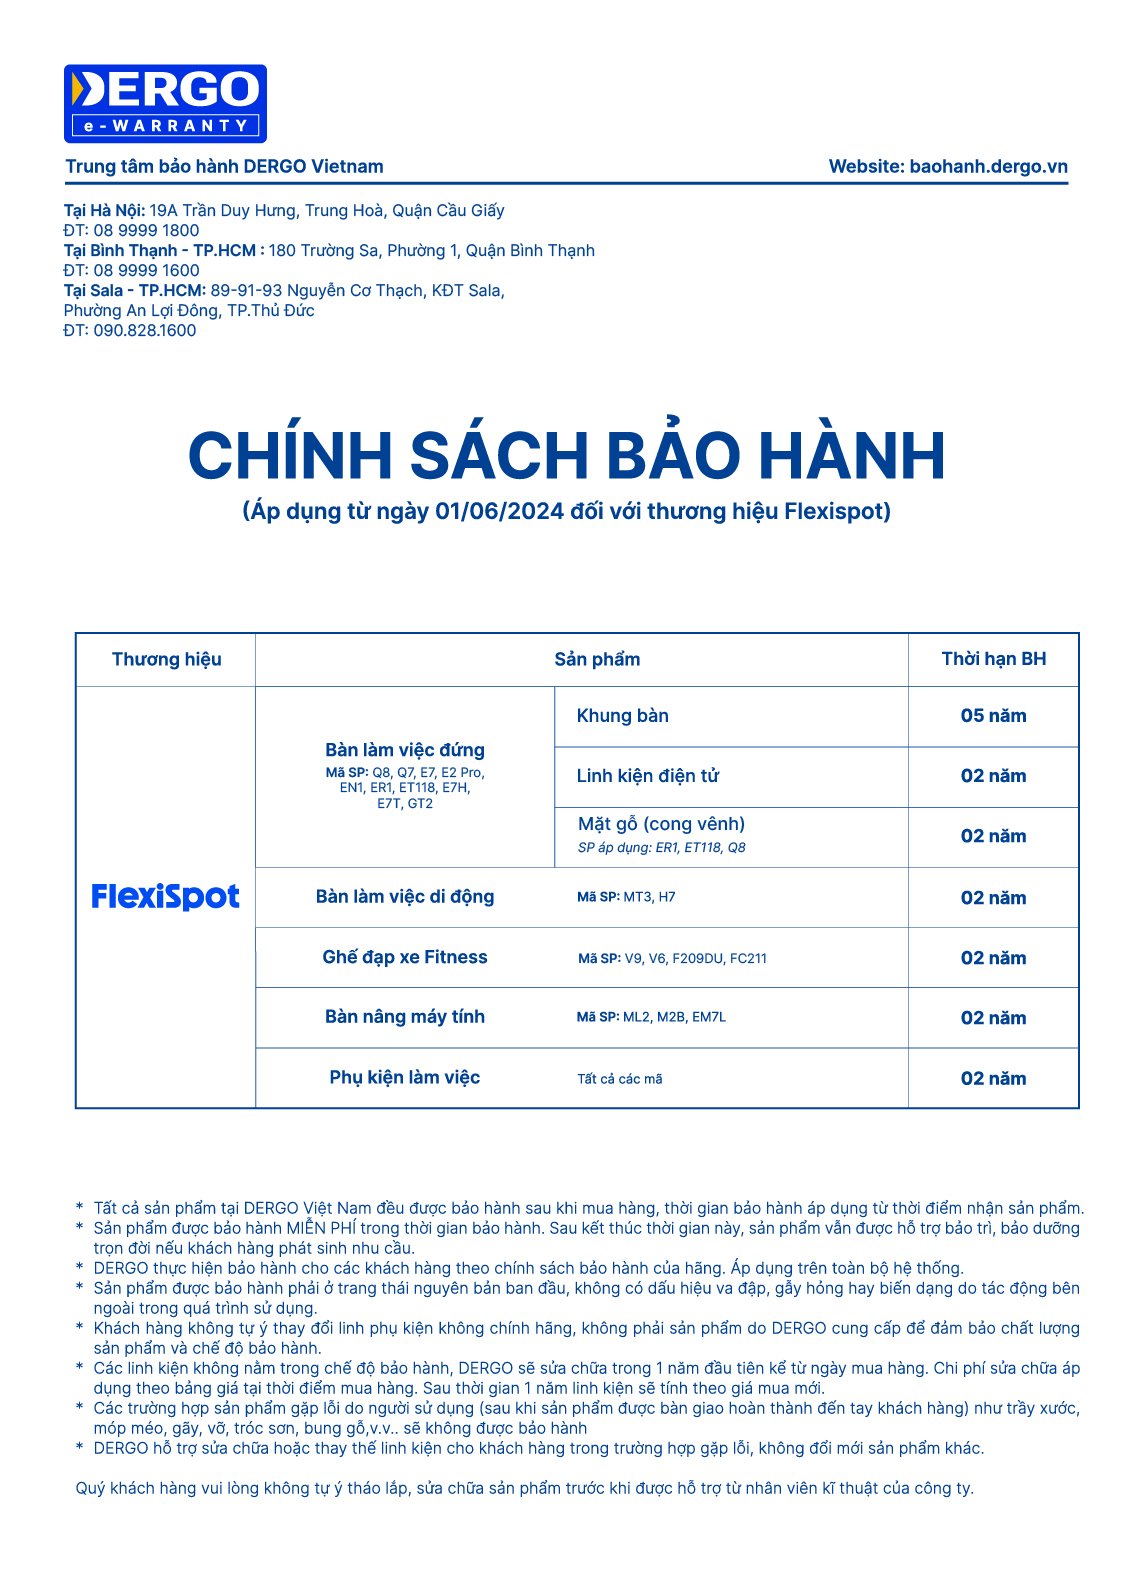 DERGO
e-WARRANTY
Trung tâm bảo hành DERGO Vietnam
Website: baohanh.dergo.vn
Tại Hà Nội: 19A Trần Duy Hưng, Trung Hoà, Quận Cầu Giấy
ĐT: 08 9999 1800
Tại Bình Thạnh - TP.HCM : 180 Trường Sa, Phường 1, Quận Bình Thạnh
ĐT: 08 9999 1600
Tại Sala - TP.HCM: 89-91-93 Nguyễn Cơ Thạch, KĐT Sala,
Phường An Lợi Đông, TP.Thủ Đức
ĐT: 090.828.1600
CHÍNH SÁCH BẢO HÀNH
(Áp dụng từ ngày 01/06/2024 đối với thương hiệu Flexispot)
Thương hiệu
Sản phẩm
Thời hạn BH
FlexiSpot
Bàn làm việc đứng
Mã SP: Q8, Q7, E7, E2 Pro,
EN1, ER1, ET118, E7H,
E7T, GT2
Khung bàn
05 năm
Linh kiện điện tử
02 năm
Mặt gỗ (cong vênh)
SP áp dụng: ER1, ET118, Q8
02 năm
Bàn làm việc di động
Mã SP: MT3, H7
02 năm
Ghế đạp xe Fitness
Mã SP: V9, V6, F209DU, FC211
02 năm
Bàn nâng máy tính
Mã SP: ML2, M2B, EM7L
02 năm
Phụ kiện làm việc
Tất cả các mã
02 năm
* Tất cả sản phẩm tại DERGO Việt Nam đều được bảo hành sau khi mua hàng, thời gian bảo hành áp dụng từ thời điểm nhận sản phẩm.
* Sản phẩm được bảo hành MIỄN PHÍ trong thời gian bảo hành. Sau kết thúc thời gian này, sản phẩm vẫn được hỗ trợ bảo trì, bảo dưỡng
trọn đời nếu khách hàng phát sinh nhu cầu.
* DERGO thực hiện bảo hành cho các khách hàng theo chính sách bảo hành của hãng. Áp dụng trên toàn bộ hệ thống.
* Sản phẩm được bảo hành phải ở trang thái nguyên bản ban đầu, không có dấu hiệu va đập, gẫy hỏng hay biến dạng do tác động bên
ngoài trong quá trình sử dụng.
* Khách hàng không tự ý thay đổi linh phụ kiện không chính hãng, không phải sản phẩm do DERGO cung cấp để đảm bảo chất lượng
sản phẩm và chế độ bảo hành.
* Các linh kiện không nằm trong chế độ bảo hành, DERGO sẽ sửa chữa trong 1 năm đầu tiên kể từ ngày mua hàng. Chi phí sửa chữa áp
dụng theo bảng giá tại thời điểm mua hàng. Sau thời gian 1 năm linh kiện sẽ tính theo giá mua mới.
* Các trường hợp sản phẩm gặp lỗi do người sử dụng (sau khi sản phẩm được bàn giao hoàn thành đến tay khách hàng) như trầy xước,
móp méo, gãy, vỡ, tróc sơn, bung gỗ,v.v.. sẽ không được bảo hành
* DERGO hỗ trợ sửa chữa hoặc thay thế linh kiện cho khách hàng trong trường hợp gặp lỗi, không đổi mới sản phẩm khác.
Quý khách hàng vui lòng không tự ý tháo lắp, sửa chữa sản phẩm trước khi được hỗ trợ từ nhân viên kĩ thuật của công ty.